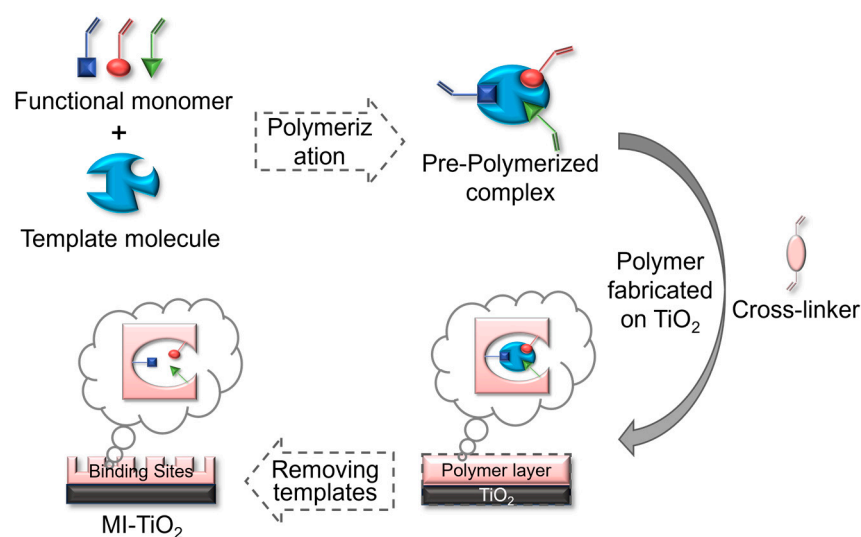 Functional monomer
+
Template molecule
Polymeriz
ation
Pre-Polymerized
complex
Polymer
fabricated
on TiO₂
Cross-linker
Polymer layer
TiO₂
Removing
templates
Binding Sites
MI-TiO₂